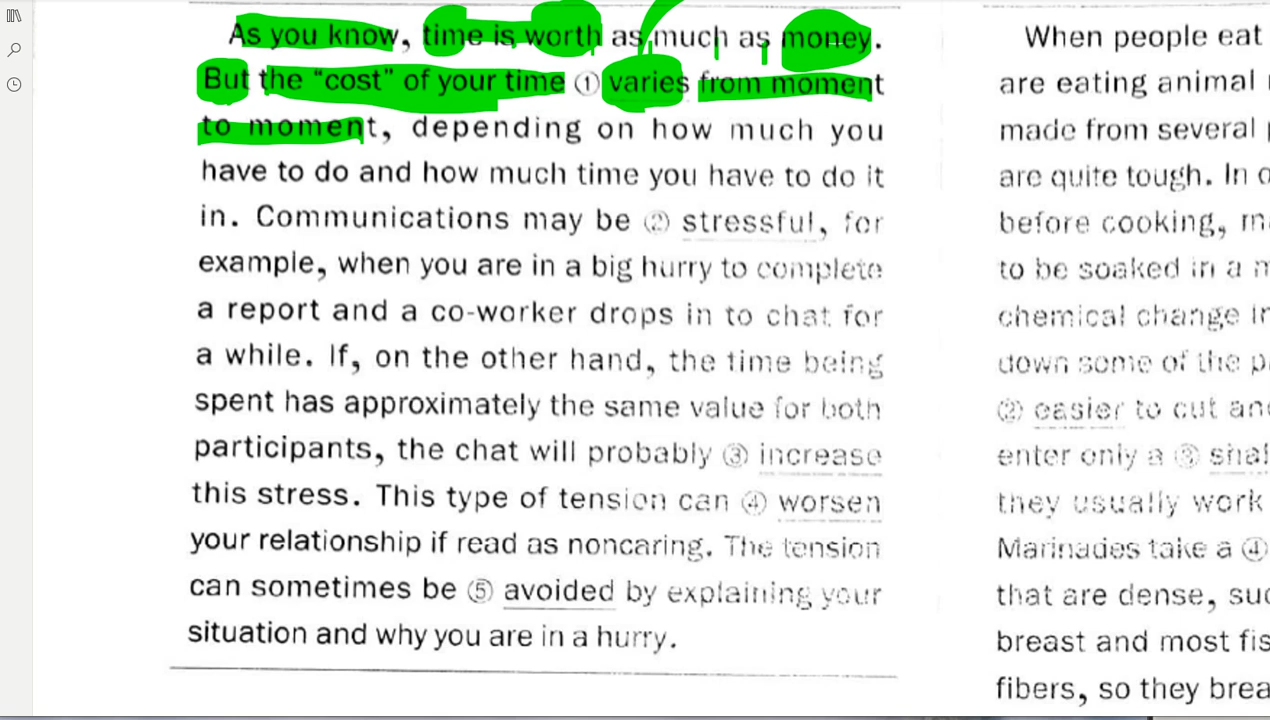 As you know, time is worth as much as money.
But the “cost” of your time ① varies from moment
to moment, depending on how much you
have to do and how much time you have to do it
in. Communications may be ② stressful, for
example, when you are in a big hurry to complete
a report and a co-worker drops in to chat for
a while. If, on the other hand, the time being
spent has approximately the same value for both
participants, the chat will probably ③ increase
this stress. This type of tension can ④ worsen
your relationship if read as noncaring. The tension
can sometimes be ⑤ avoided by explaining your
situation and why you are in a hurry.
When people eat
are eating animal
made from several
are quite tough. In
before cooking,
to be soaked in a
chemical change
down some of the
② easier to cut
enter only a ③
they usually work
Marinades take a ④
that are dense,
breast and most
fibers, so they